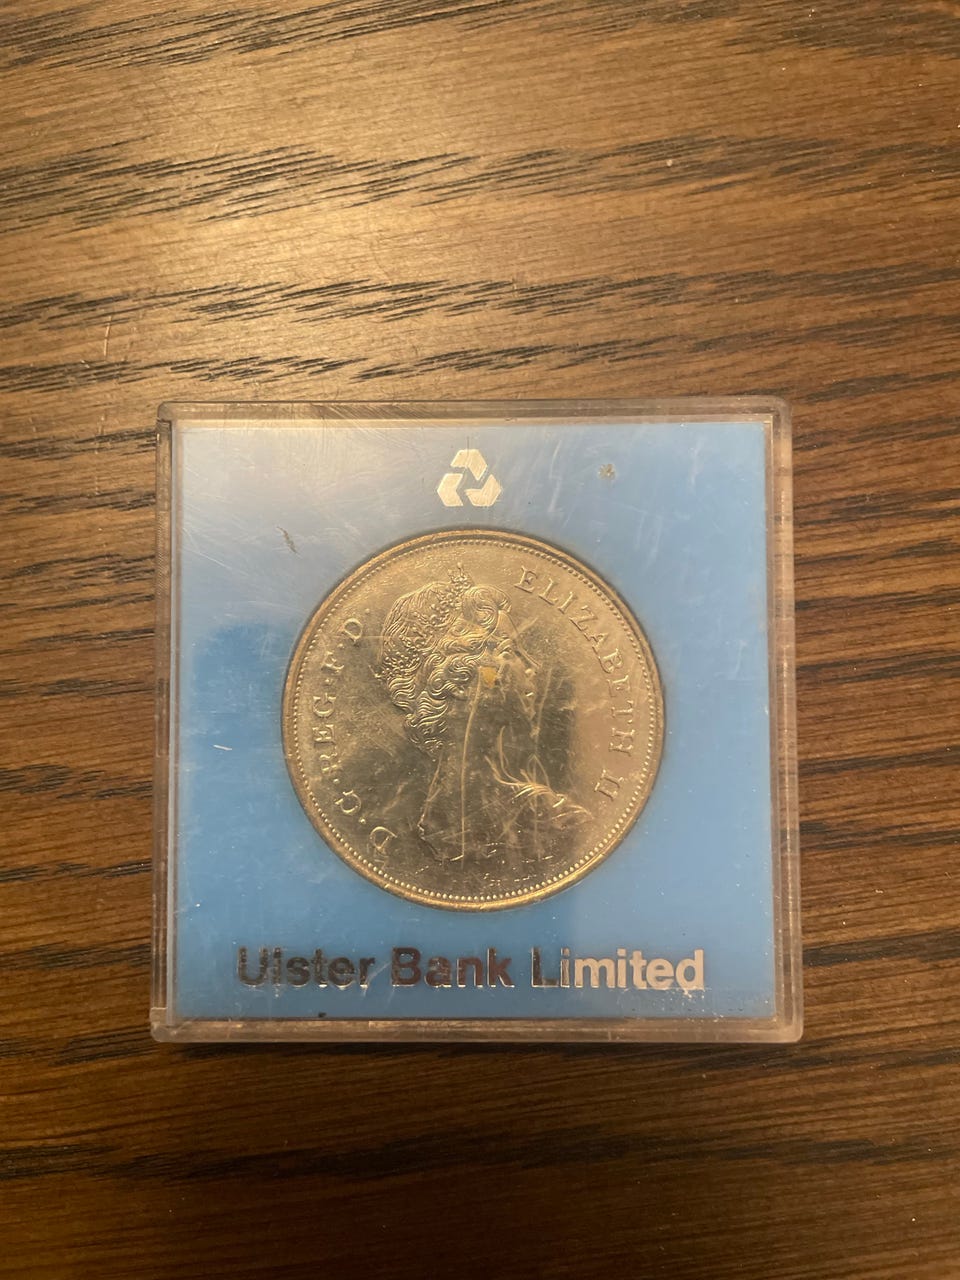 D·G·REG·F·D· ELIZABETH II
Ulster Bank Limited